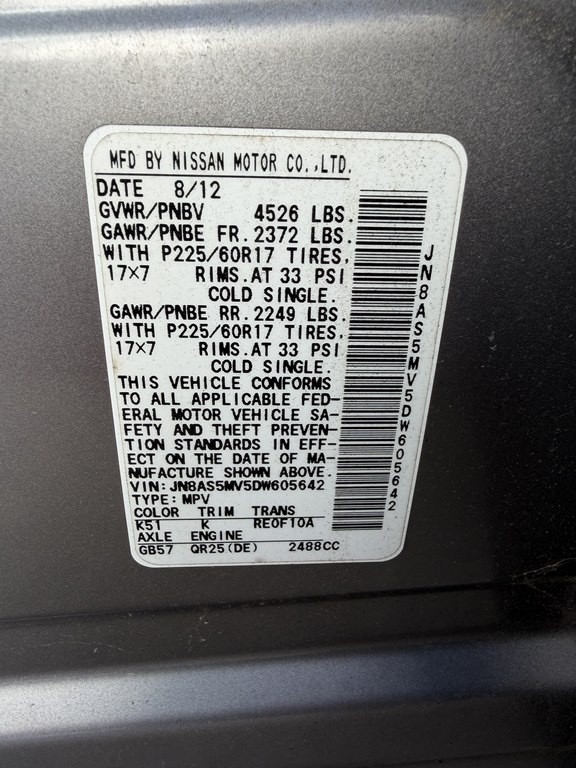 MFD BY NISSAN MOTOR CO.,LTD.
DATE 8/12
GVWR/PNBV 4526 LBS.
GAWR/PNBE FR. 2372 LBS.
WITH P225/60R17 TIRES,
17×7 RIMS. AT 33 PSI
COLD SINGLE.
GAWR/PNBE RR. 2249 LBS.
WITH P225/60R17 TIRES,
17×7 RIMS. AT 33 PSI
COLD SINGLE.
THIS VEHICLE CONFORMS
TO ALL APPLICABLE FED-
ERAL MOTOR VEHICLE SA-
FETY AND THEFT PREVEN-
TION STANDARDS IN EFF-
ECT ON THE DATE OF MA-
NUFACTURE SHOWN ABOVE.
VIN: JN8AS5MV5DW605642
TYPE: MPV
COLOR TRIM TRANS
K51 K RE0F10A
AXLE ENGINE
GB57 QR25(DE) 2488CC
JN8AS5MV5DW605642